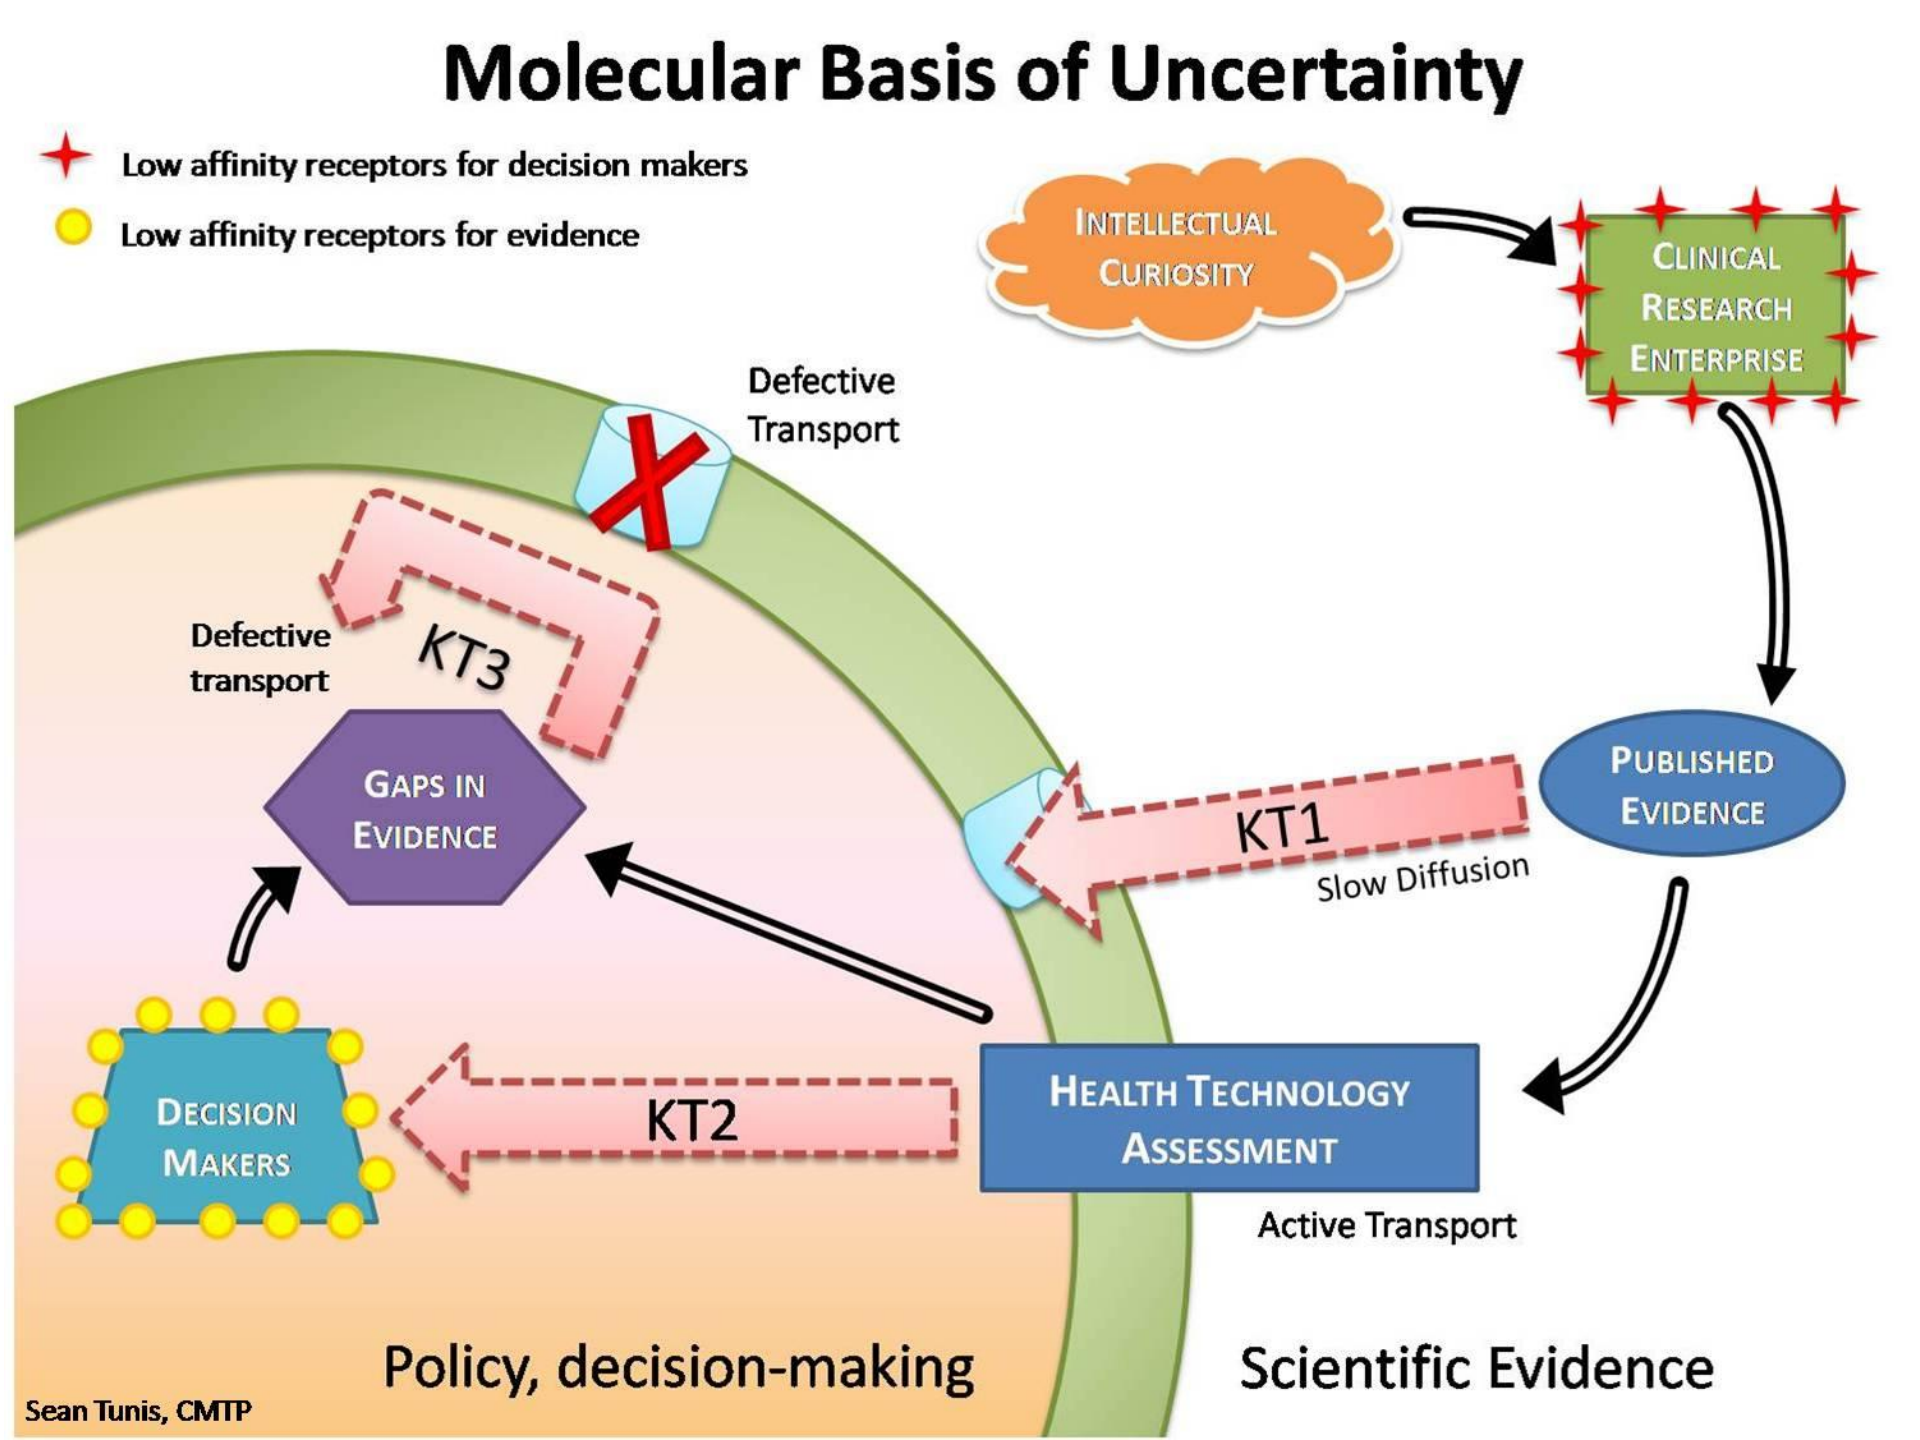 Molecular Basis of Uncertainty
Low affinity receptors for decision makers
Low affinity receptors for evidence
INTELLECTUAL
CURIOSITY
CLINICAL
RESEARCH
ENTERPRISE
Defective
Transport
Defective
transport
KT3
GAPS IN
EVIDENCE
PUBLISHED
EVIDENCE
KT1
Slow Diffusion
DECISION
MAKERS
KT2
HEALTH TECHNOLOGY
ASSESSMENT
Active Transport
Policy, decision-making
Scientific Evidence
Sean Tunis, CMTP